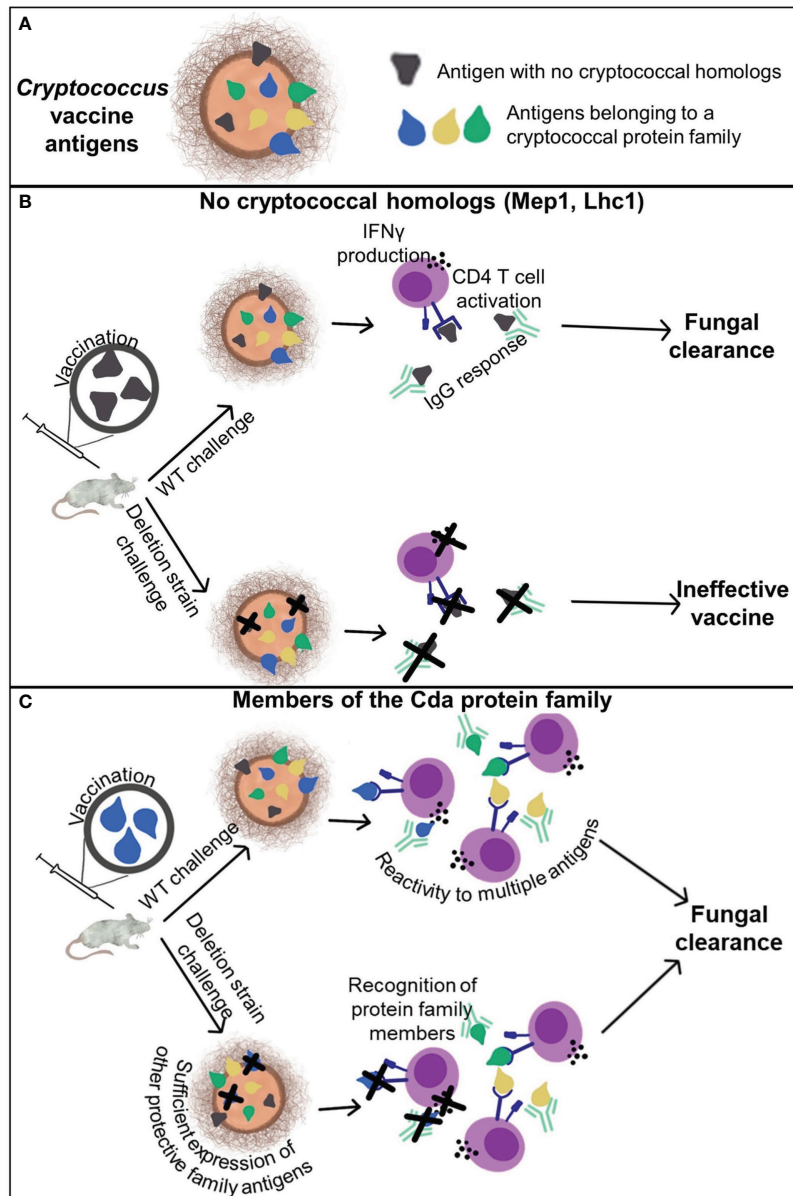 A
Cryptococcus
vaccine
antigens
Antigen with no cryptococcal homologs
Antigens belonging to a
cryptococcal protein family
B
No cryptococcal homologs (Mep1, Lhc1)
Vaccination
WT challenge
Deletion strain
challenge
IFNγ
production
CD4 T cell
activation
IgG response
Fungal
clearance
Ineffective
vaccine
C
Members of the Cda protein family
Vaccination
WT challenge
Deletion strain
challenge
Reactivity to multiple antigens
Sufficient expression of
other protective family antigens
Recognition of
protein family
members
Fungal
clearance